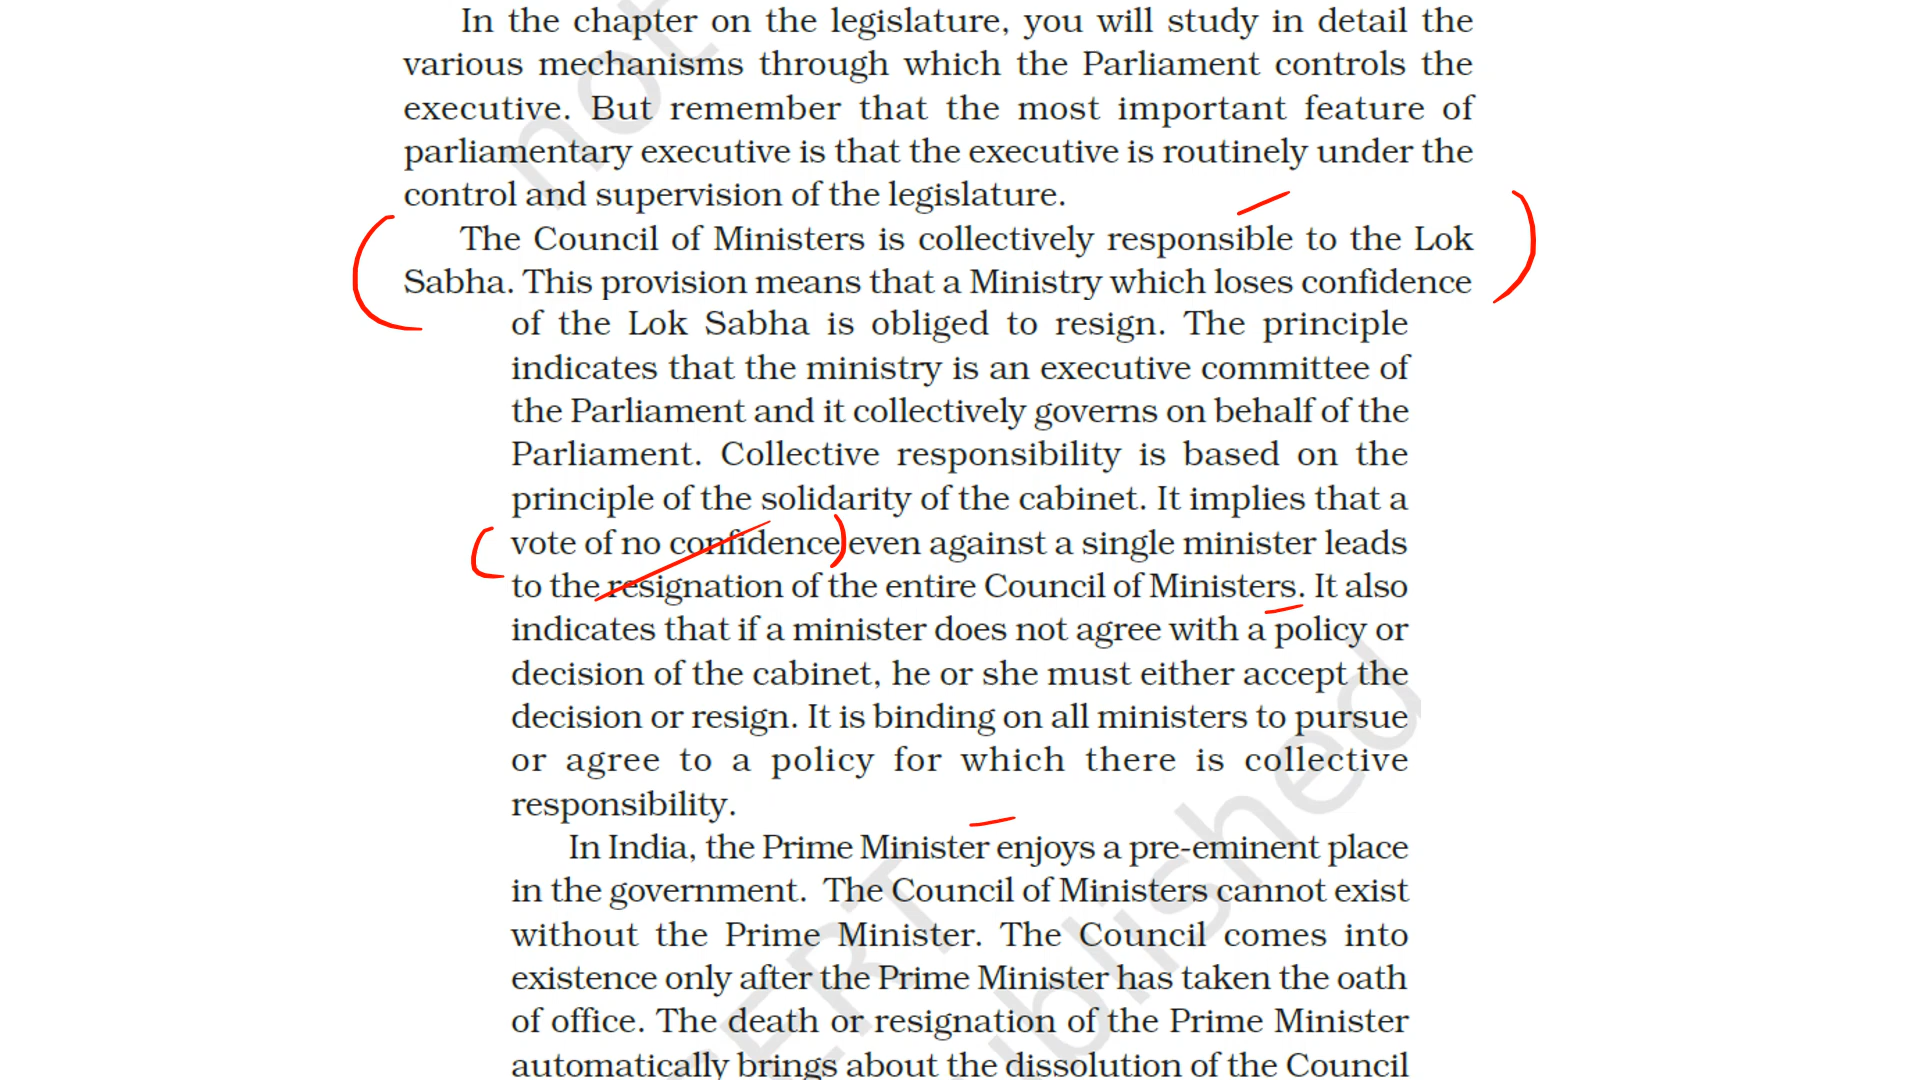 In the chapter on the legislature, you will study in detail the
various mechanisms through which the Parliament controls the
executive. But remember that the most important feature of
parliamentary executive is that the executive is routinely under the
control and supervision of the legislature.
The Council of Ministers is collectively responsible to the Lok
Sabha. This provision means that a Ministry which loses confidence
of the Lok Sabha is obliged to resign. The principle
indicates that the ministry is an executive committee of
the Parliament and it collectively governs on behalf of the
Parliament. Collective responsibility is based on the
principle of the solidarity of the cabinet. It implies that a
vote of no confidence even against a single minister leads
to the resignation of the entire Council of Ministers. It also
indicates that if a minister does not agree with a policy or
decision of the cabinet, he or she must either accept the
decision or resign. It is binding on all ministers to pursue
or agree to a policy for which there is collective
responsibility.
In India, the Prime Minister enjoys a pre-eminent place
in the government. The Council of Ministers cannot exist
without the Prime Minister. The Council comes into
existence only after the Prime Minister has taken the oath
of office. The death or resignation of the Prime Minister
automatically brings about the dissolution of the Council
not